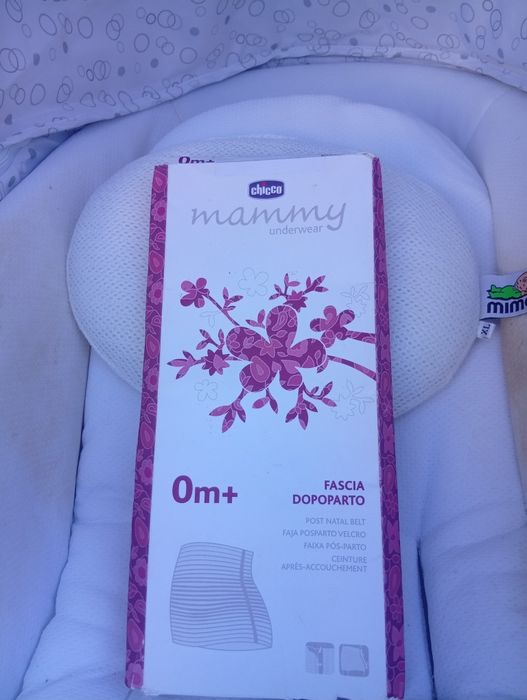 0m+
chicco
mammy
underwear
mim
XL
0m+
FASCIA
DOPOPARTO
POST NATAL BELT
FAJA POSPARTO VELCRO
FAIXA PÓS-PARTO
CEINTURE
APRÈS-ACCOUCHEMENT